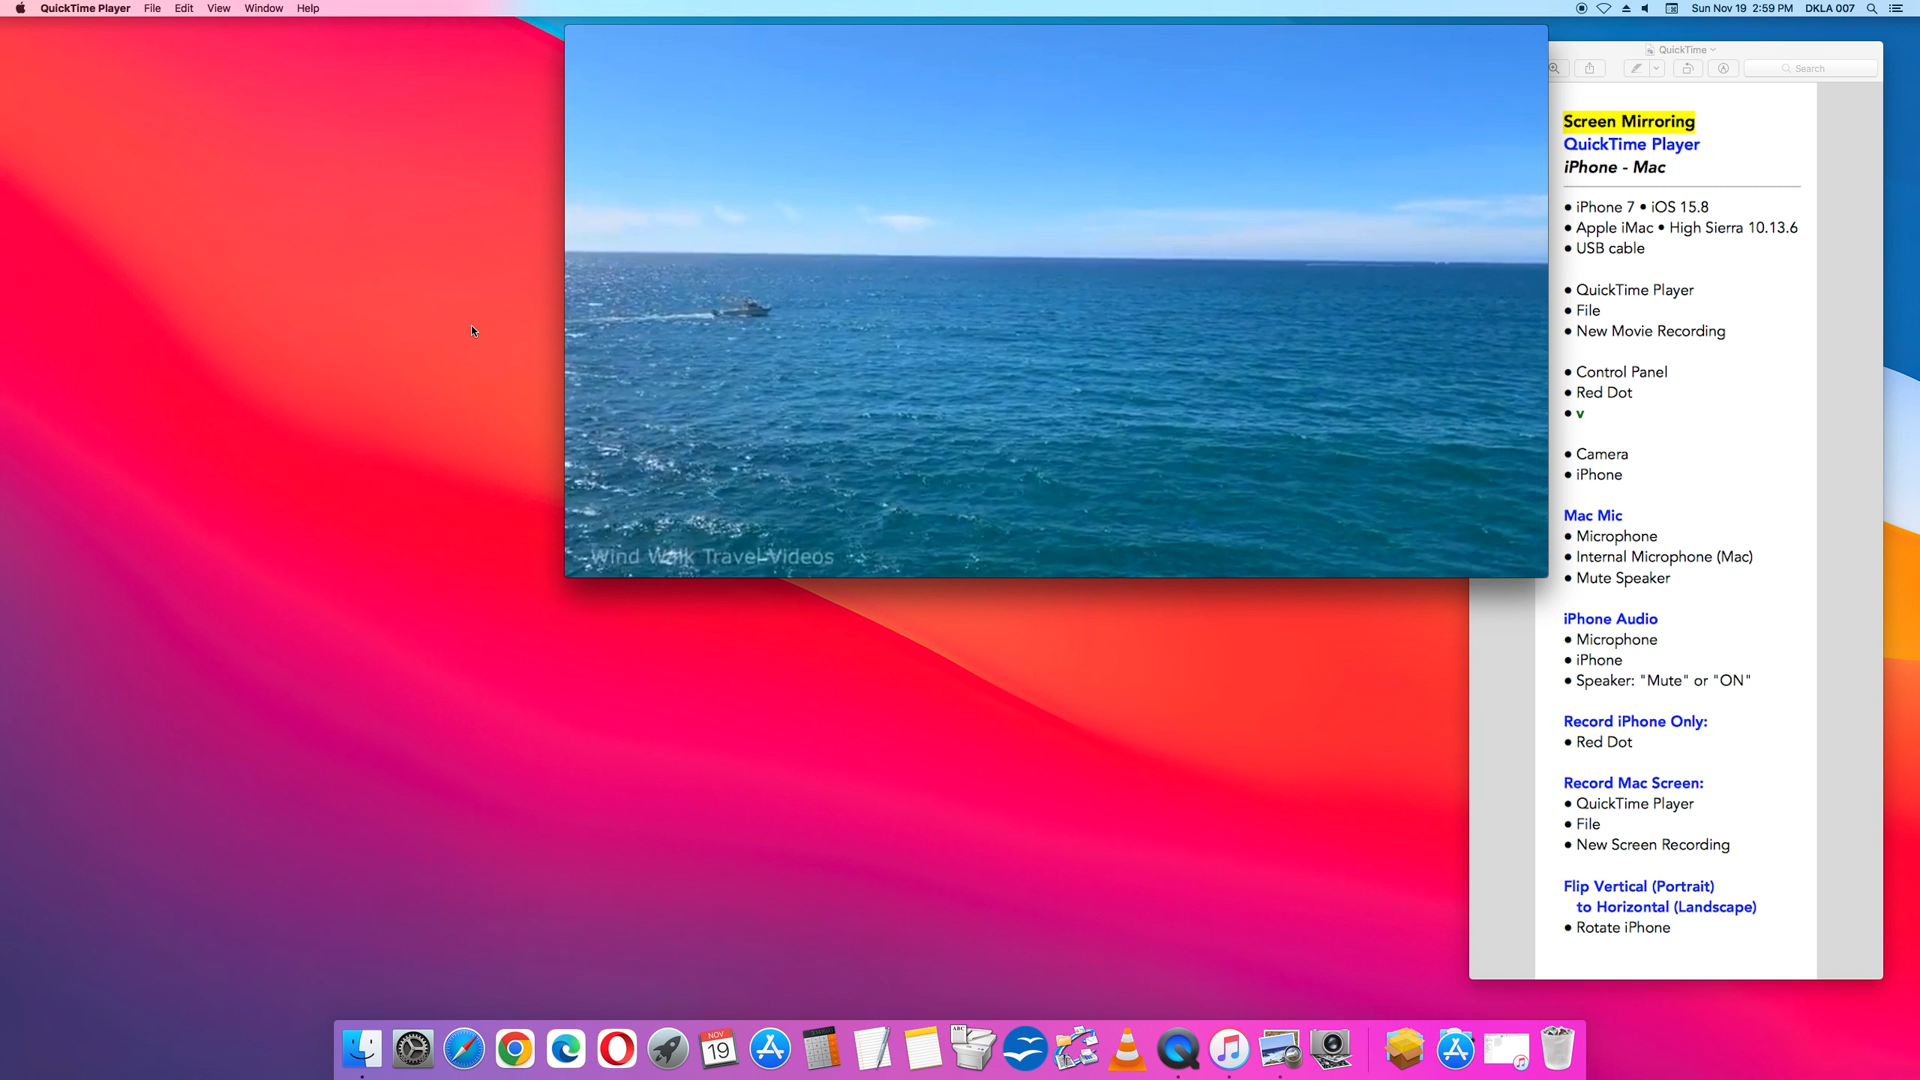 QuickTime Player File Edit View Window Help
Sun Nov 19 2:59 PM DKLA 007
QuickTime
Search
Screen Mirroring
QuickTime Player
iPhone - Mac
• iPhone 7 • iOS 15.8
• Apple iMac • High Sierra 10.13.6
• USB cable
• QuickTime Player
• File
• New Movie Recording
• Control Panel
• Red Dot
• v
• Camera
• iPhone
Mac Mic
• Microphone
• Internal Microphone (Mac)
• Mute Speaker
iPhone Audio
• Microphone
• iPhone
• Speaker: "Mute" or "ON"
Record iPhone Only:
• Red Dot
Record Mac Screen:
• QuickTime Player
• File
• New Screen Recording
Flip Vertical (Portrait)
to Horizontal (Landscape)
• Rotate iPhone
Wind Walk Travel Videos
NOV
19
ABC